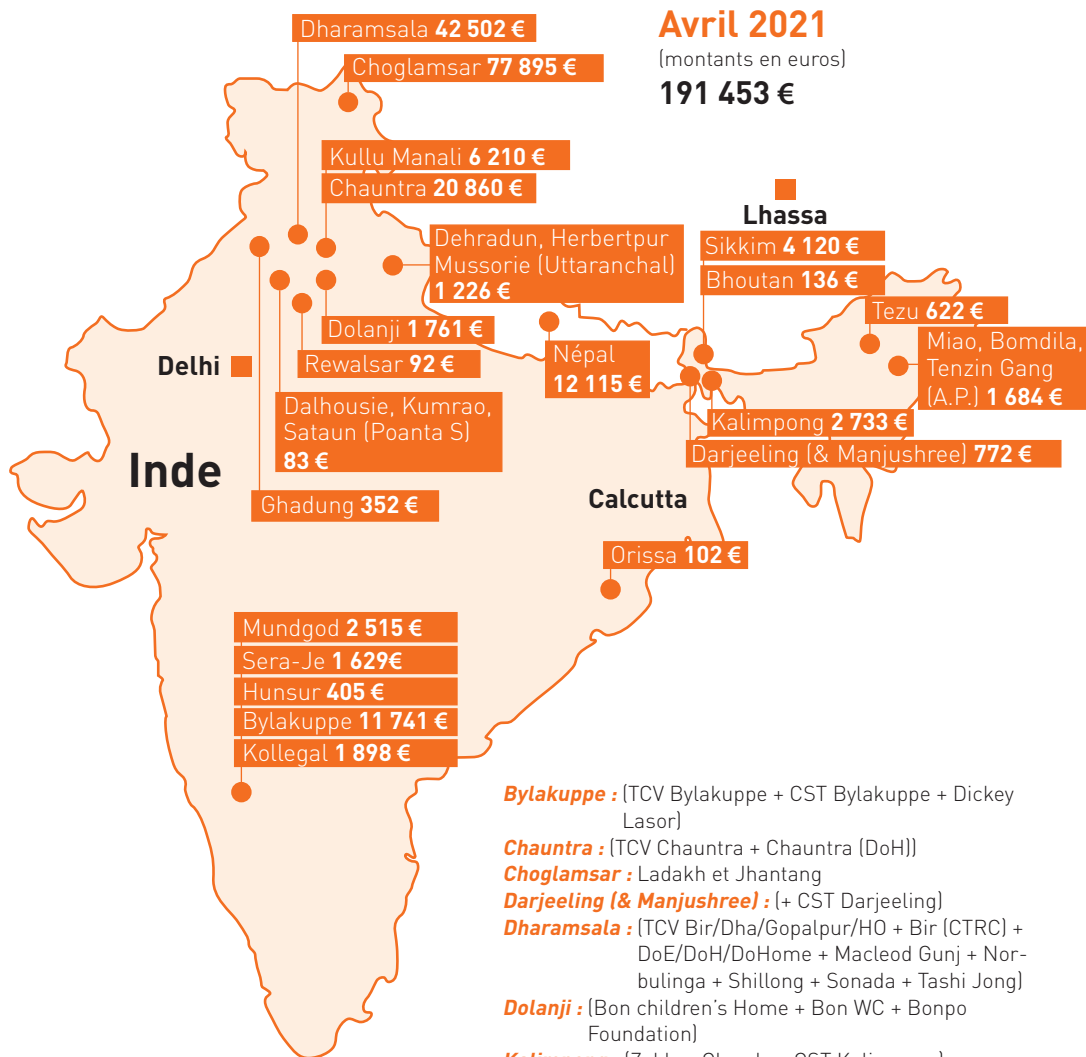 Avril 2021
(montants en euros)
191 453 €
Dharamsala 42 502 €
Choglamsar 77 895 €
Kullu Manali 6 210 €
Chauntra 20 860 €
Lhassa
Dehradun, Herbertpur
Mussorie (Uttaranchal)
1 226 €
Sikkim 4 120 €
Bhoutan 136 €
Tezu 622 €
Miao, Bomdila,
Tenzin Gang
(A.P.) 1 684 €
Dolanji 1 761 €
Rewalsar 92 €
Népal
12 115 €
Delhi
Dalhousie, Kumrao,
Sataun (Poanta S)
83 €
Kalimpong 2 733 €
Darjeeling (& Manjushree) 772 €
Inde
Ghadung 352 €
Calcutta
Orissa 102 €
Mundgod 2 515 €
Sera-Je 1 629€
Hunsur 405 €
Bylakuppe 11 741 €
Kollegal 1 898 €
Bylakuppe : (TCV Bylakuppe + CST Bylakuppe + Dickey
Lasor)
Chauntra : (TCV Chauntra + Chauntra (DoH))
Choglamsar : Ladakh et Jhantang
Darjeeling (& Manjushree) : (+ CST Darjeeling)
Dharamsala : (TCV Bir/Dha/Gopalpur/HO + Bir (CTRC) +
DoE/DoH/DoHome + Macleod Gunj + Nor-
bulinga + Shillong + Sonada + Tashi Jong)
Dolanji : (Bon children's Home + Bon WC + Bonpo
Foundation)